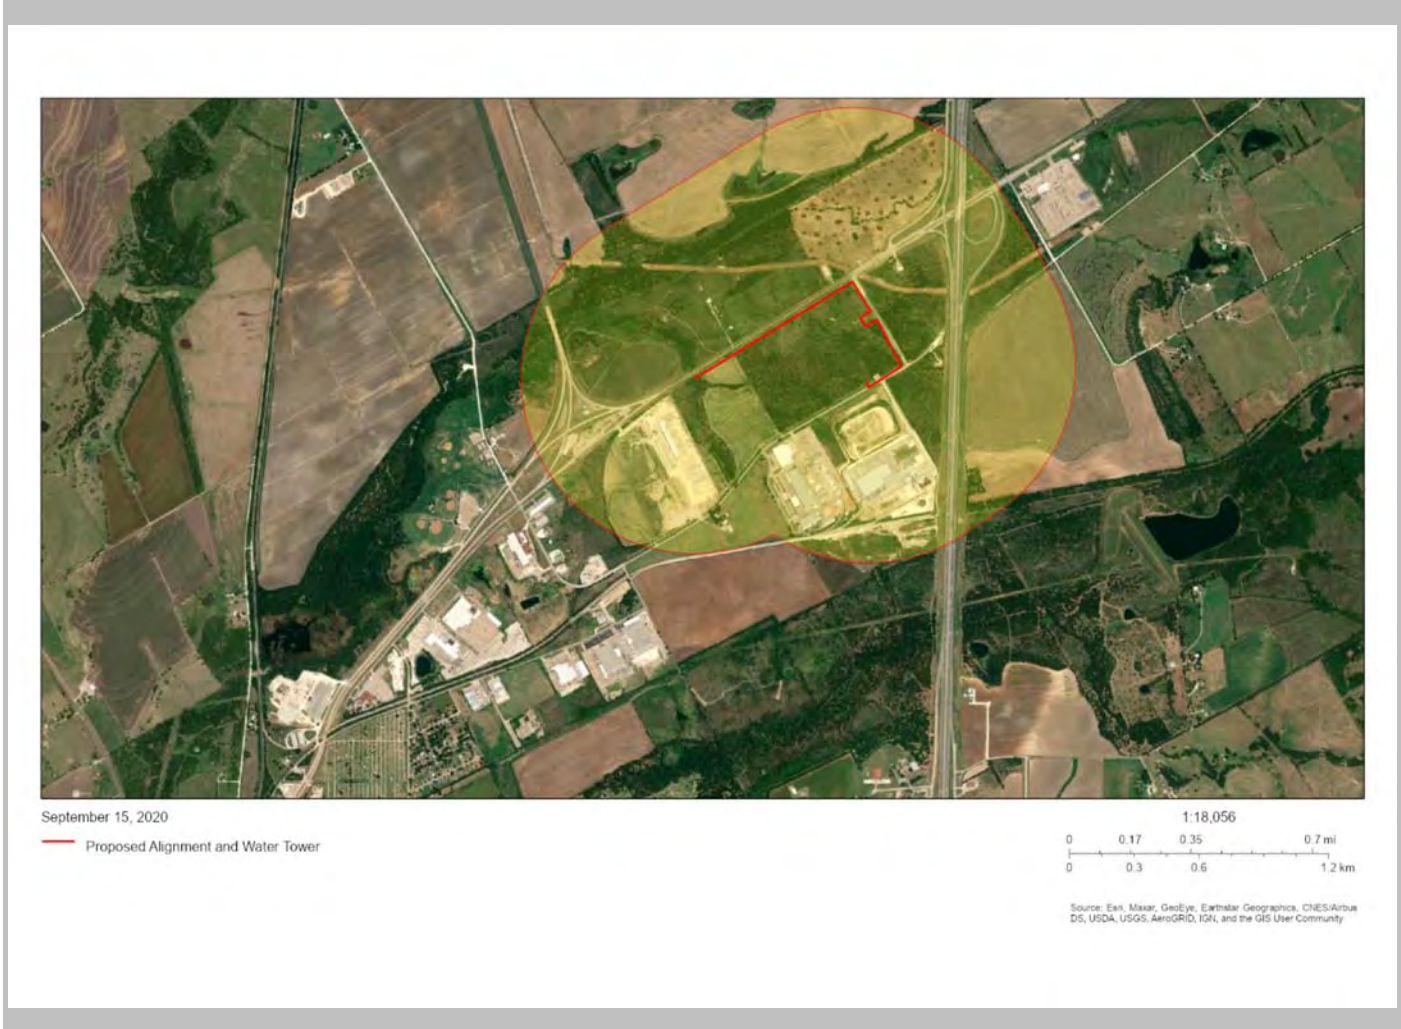 September 15, 2020
Proposed Alignment and Water Tower
1:18,056
0 0.17 0.35 0.7 mi
0 0.3 0.6 1.2 km
Source: Esri, Maxar, GeoEye, Earthstar Geographics, CNES/Airbus
DS, USDA, USGS, AeroGRID, IGN, and the GIS User Community